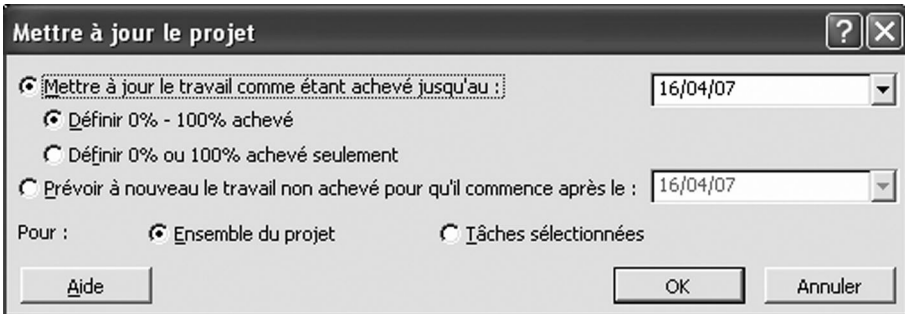 Mettre à jour le projet
Mettre à jour le travail comme étant achevé jusqu'au : 16/04/07
Définir 0% - 100% achevé
Définir 0% ou 100% achevé seulement
Prévoir à nouveau le travail non achevé pour qu'il commence après le : 16/04/07
Pour : Ensemble du projet Tâches sélectionnées
Aide OK Annuler